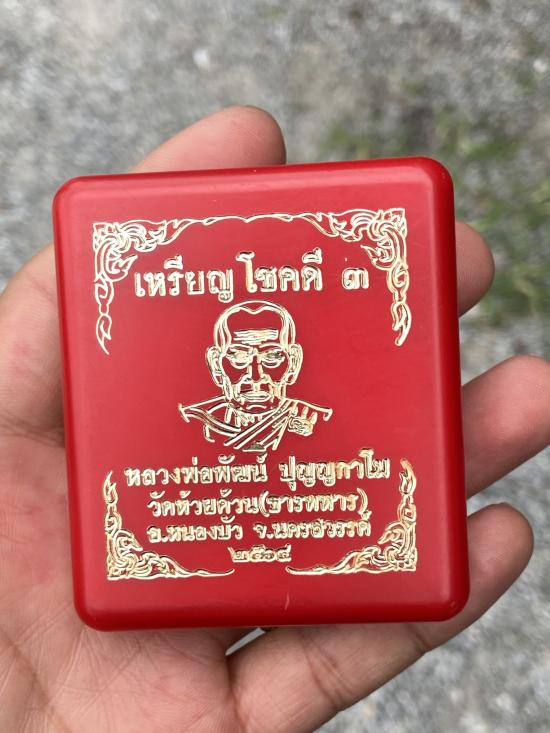 เหรียญ โชคดี ๓
หลวงพ่อพัฒน์ ปุญญกาโม
วัดห้วยด้วน(ธารทหาร)
อ.หนองบัว จ.นครสวรรค์
๒๕๖๔